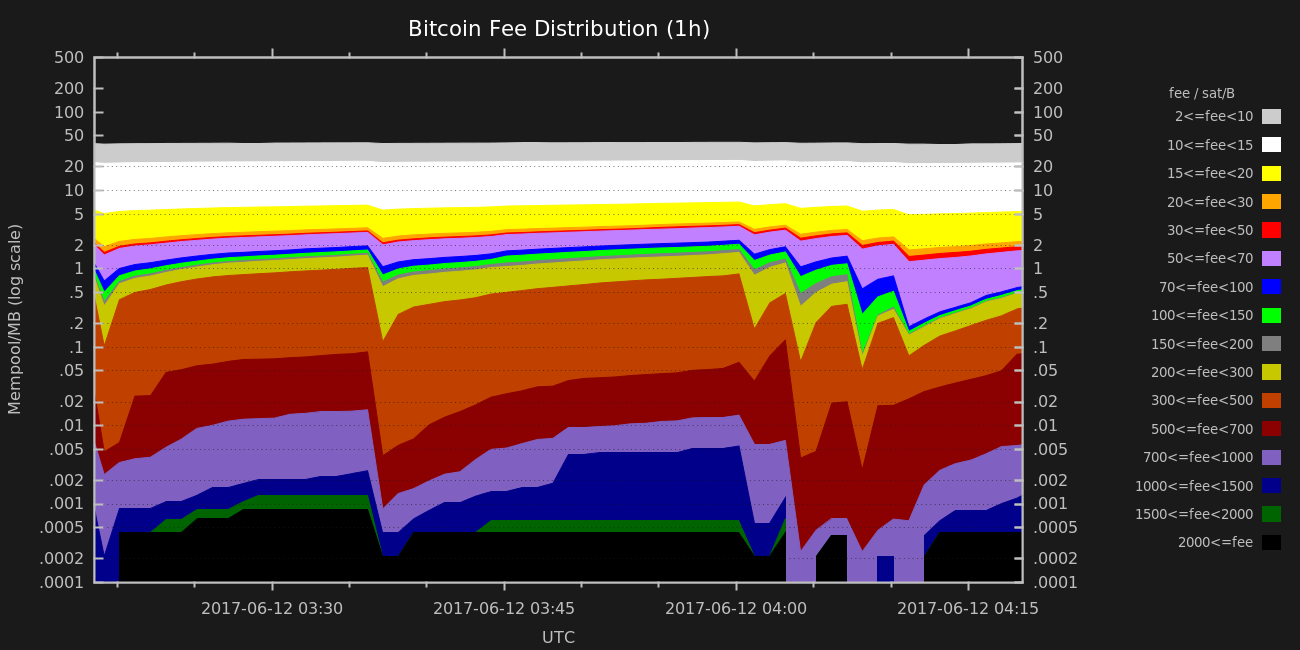 Bitcoin Fee Distribution (1h)
500
200
100
50
20
10
5
2
1
.5
.2
.1
.05
.02
.01
.005
.002
.001
.0005
.0002
.0001
Mempool/MB (log scale)
500
200
100
50
20
10
5
2
1
.5
.2
.1
.05
.02
.01
.005
.002
.001
.0005
.0002
.0001
2017-06-12 03:30
2017-06-12 03:45
2017-06-12 04:00
2017-06-12 04:15
UTC
fee / sat/B
2<=fee<10
10<=fee<15
15<=fee<20
20<=fee<30
30<=fee<50
50<=fee<70
70<=fee<100
100<=fee<150
150<=fee<200
200<=fee<300
300<=fee<500
500<=fee<700
700<=fee<1000
1000<=fee<1500
1500<=fee<2000
2000<=fee